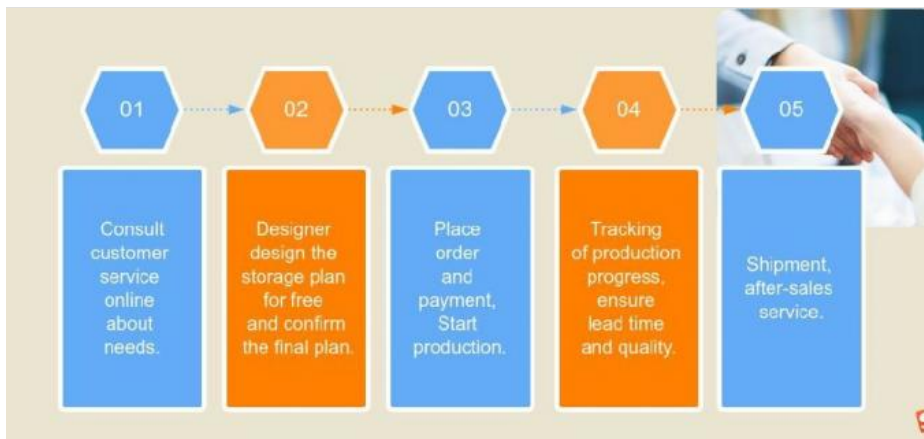 01
02
03
04
05
Consult
customer
service
online
about
needs.
Designer
design the
storage plan
for free
and confirm
the final plan.
Place
order
and
payment,
Start
production.
Tracking
of production
progress,
ensure
lead time
and quality.
Shipment,
after-sales
service.